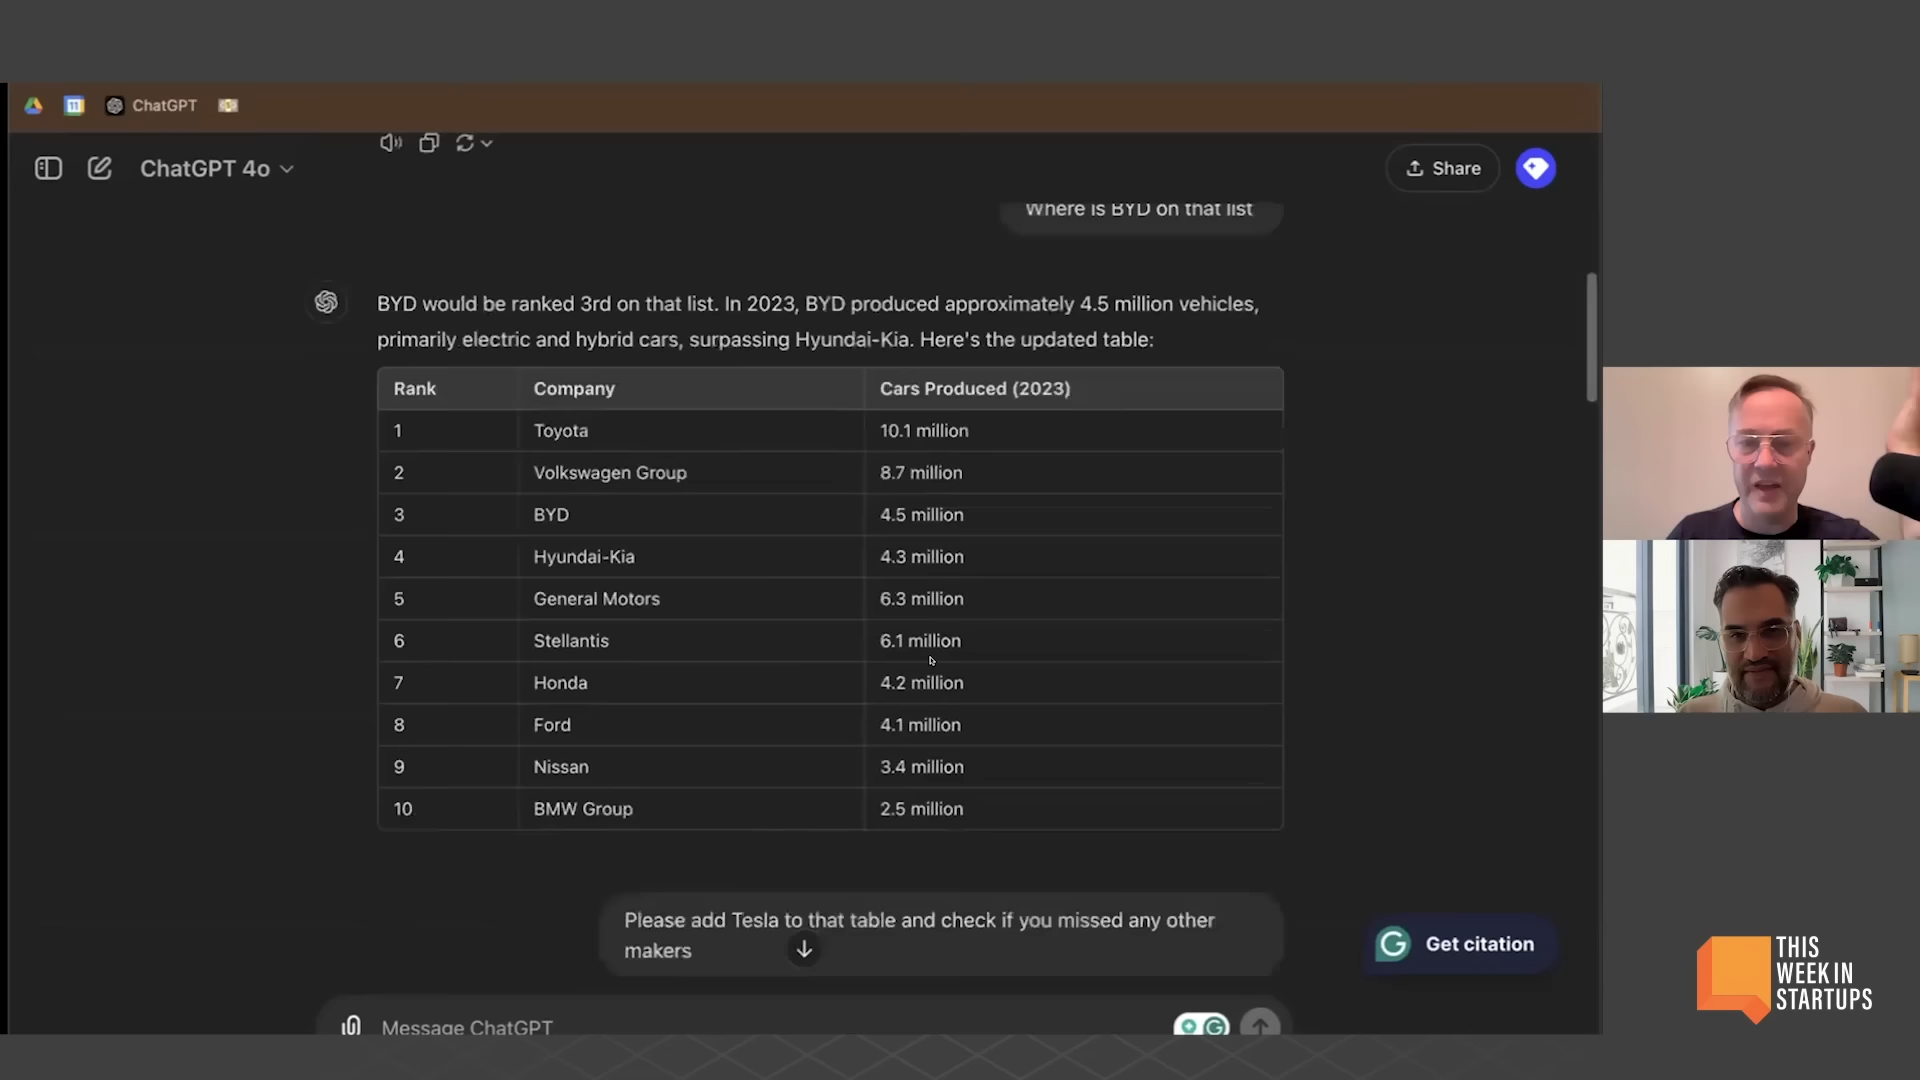 ChatGPT
ChatGPT 4o
Share
Where is BYD on that list
BYD would be ranked 3rd on that list. In 2023, BYD produced approximately 4.5 million vehicles,
primarily electric and hybrid cars, surpassing Hyundai-Kia. Here's the updated table:
Rank Company Cars Produced (2023)
1 Toyota 10.1 million
2 Volkswagen Group 8.7 million
3 BYD 4.5 million
4 Hyundai-Kia 4.3 million
5 General Motors 6.3 million
6 Stellantis 6.1 million
7 Honda 4.2 million
8 Ford 4.1 million
9 Nissan 3.4 million
10 BMW Group 2.5 million
Please add Tesla to that table and check if you missed any other
makers
Get citation
Message ChatGPT
THIS
WEEK IN
STARTUPS